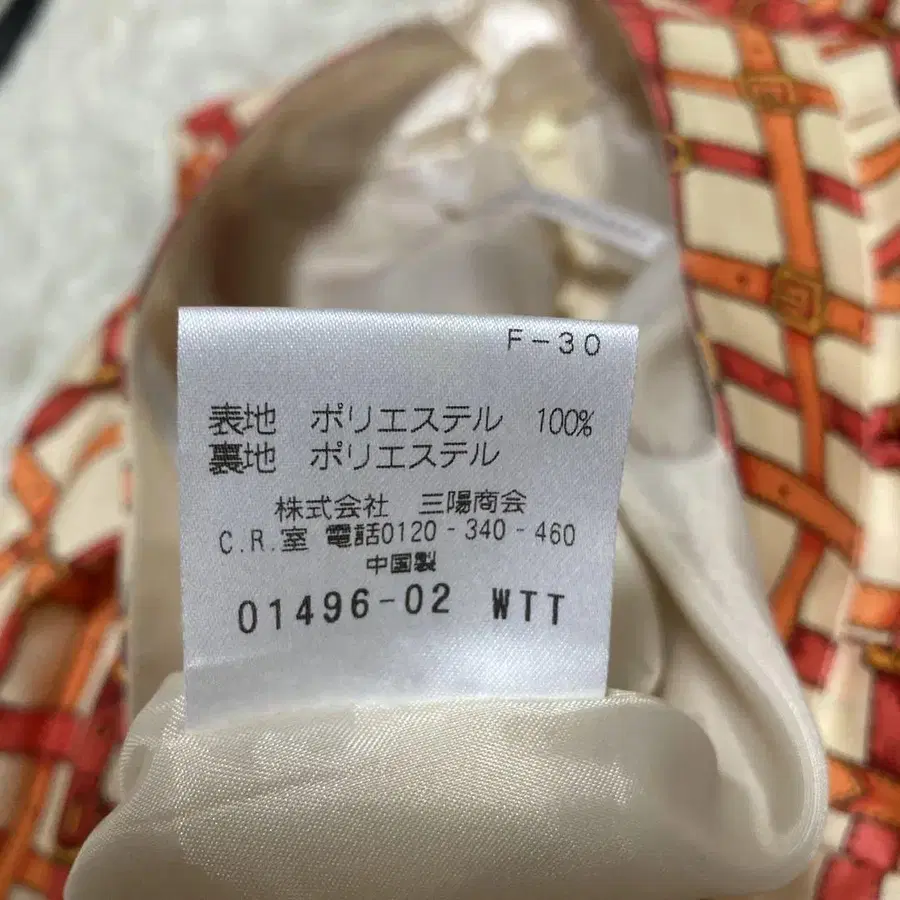 F-30
表地 ポリエステル 100%
裏地 ポリエステル
株式会社 三陽商会
C.R.室 電話0120-340-460
中国製
01496-02 WTT